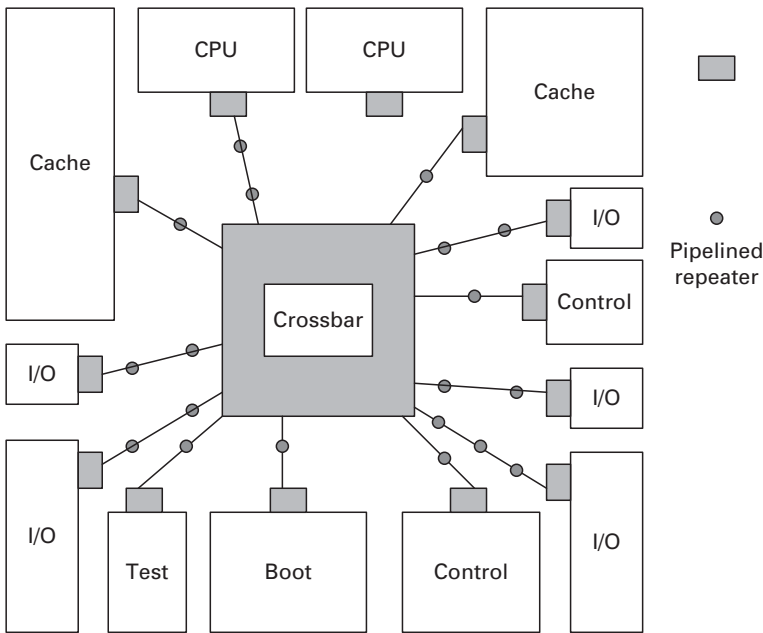 CPU
CPU
Cache
Cache
I/O
Pipelined
repeater
Control
Crossbar
I/O
I/O
I/O
Test
Boot
Control
I/O